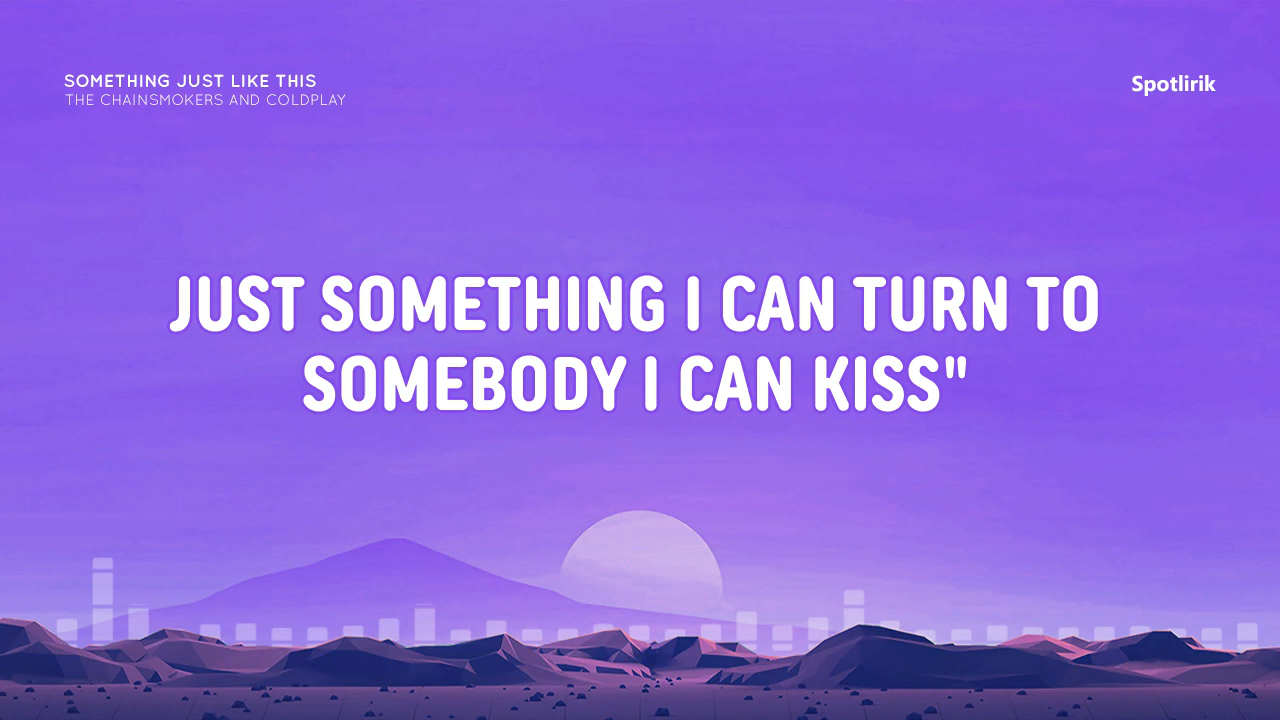 SOMETHING JUST LIKE THIS
THE CHAINSMOKERS AND COLDPLAY
Spotlirik
JUST SOMETHING I CAN TURN TO
SOMEBODY I CAN KISS"